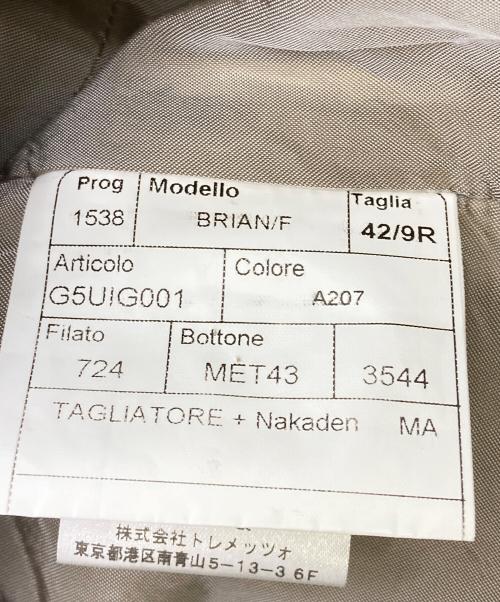 Prog Modello Taglia
1538 BRIAN/F 42/9R
Articolo Colore
G5UIG001 A207
Filato Bottone
724 MET43 3544
TAGLIATORE + Nakaden MA
株式会社トレメッツォ
東京都港区南青山5-13-3 6F